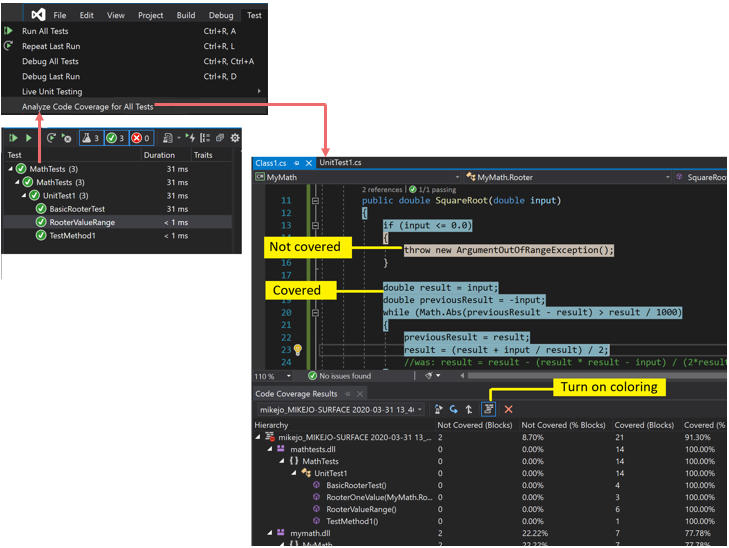 File Edit View Project Build Debug Test
Run All Tests Ctrl+R, A
Repeat Last Run Ctrl+R, L
Debug All Tests Ctrl+R, Ctrl+A
Debug Last Run Ctrl+R, D
Live Unit Testing
Analyze Code Coverage for All Tests
3 3 0
Test Duration Traits
MathTests (3) 31 ms
MathTests (3) 31 ms
UnitTest1 (3) 31 ms
BasicRooterTest 31 ms
RooterValueRange < 1 ms
TestMethod1 < 1 ms
Class1.cs UnitTest1.cs
MyMath MyMath.Rooter SquareRoot
2 references | 1/1 passing
11 public double SquareRoot(double input)
12 {
13 if (input <= 0.0)
{
Not covered
throw new ArgumentOutOfRangeException();
16 }
17
Covered
double result = input;
double previousResult = -input;
20 while (Math.Abs(previousResult - result) > result / 1000)
21 {
22 previousResult = result;
23 result = (result + input / result) / 2;
24 //was: result = result - (result * result - input) / (2*result
110 % No issues found
Turn on coloring
Code Coverage Results
mikejo_MIKEJO-SURFACE 2020-03-31 13_4
Hierarchy Not Covered (Blocks) Not Covered (% Blocks) Covered (Blocks) Covered (%
mikejo_MIKEJO-SURFACE 2020-03-31 13_... 2 8.70% 21 91.30%
mathtests.dll 0 0.00% 14 100.00%
{} MathTests 0 0.00% 14 100.00%
UnitTest1 0 0.00% 14 100.00%
BasicRooterTest() 0 0.00% 4 100.00%
RooterOneValue(MyMath.Ro... 0 0.00% 3 100.00%
RooterValueRange() 0 0.00% 6 100.00%
TestMethod1() 0 0.00% 1 100.00%
mymath.dll 2 22.22% 7 77.78%
{} MyMath 2 22.22% 7 77.78%